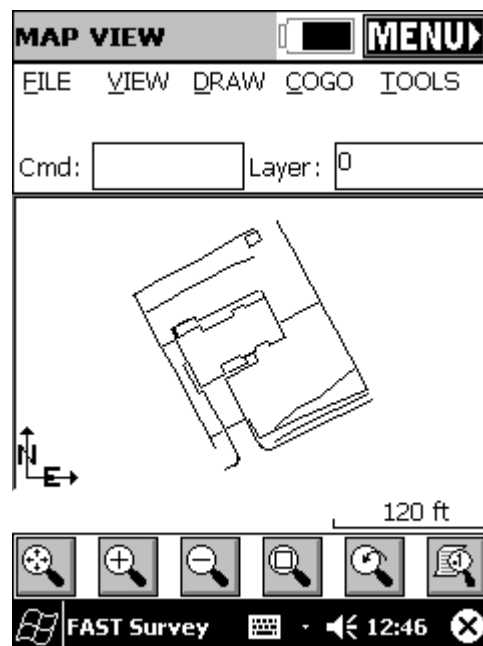 MAP VIEW MENU
FILE VIEW DRAW COGO TOOLS
Cmd: Layer: 0
N
E
120 ft
FAST Survey 12:46